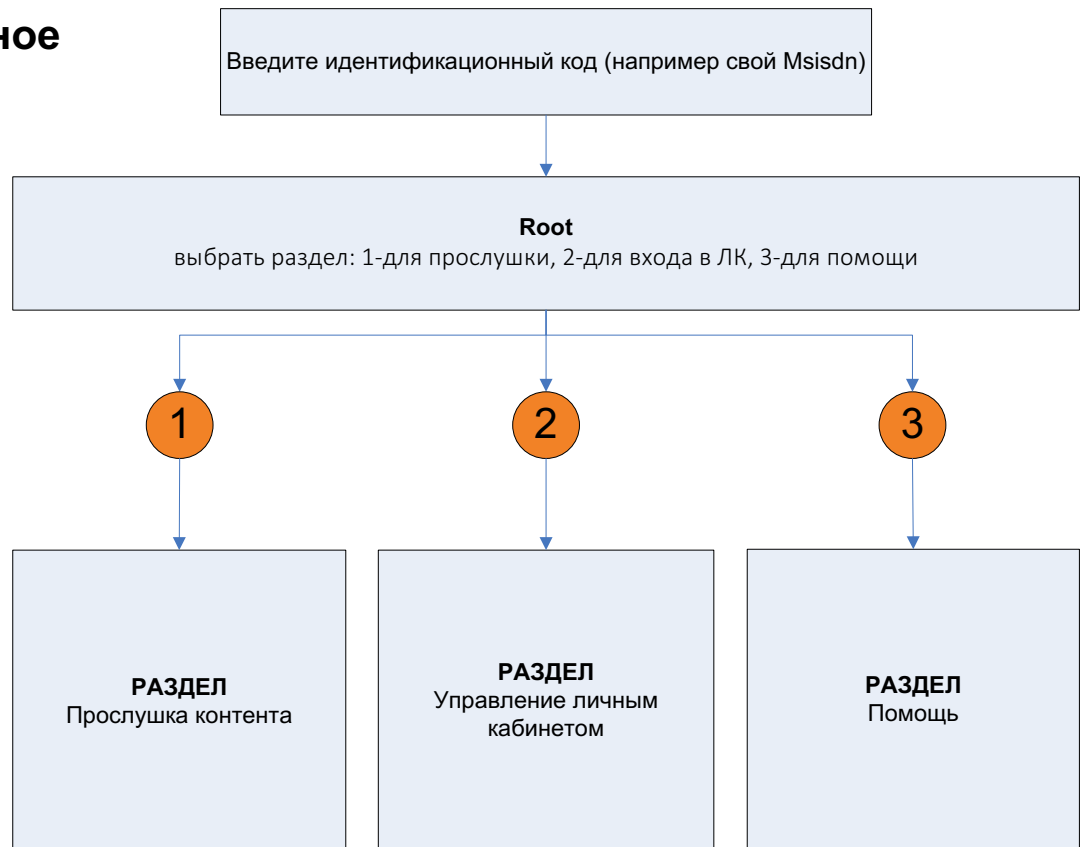 ное
Введите идентификационный код (например свой Msisdn)
Root
выбрать раздел: 1-для прослушки, 2-для входа в ЛК, 3-для помощи
1
2
3
РАЗДЕЛ
Прослушка контента
РАЗДЕЛ
Управление личным
кабинетом
РАЗДЕЛ
Помощь